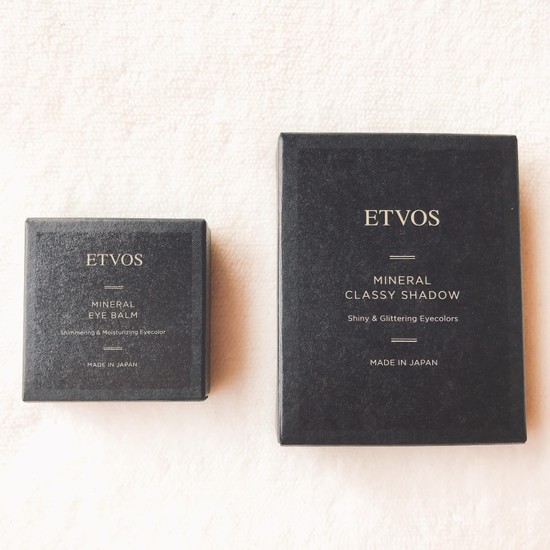 ETVOS
MINERAL
EYE BALM
Shimmering & Moisturizing Eyecolor
MADE IN JAPAN
ETVOS
MINERAL
CLASSY SHADOW
Shiny & Glittering Eyecolors
MADE IN JAPAN